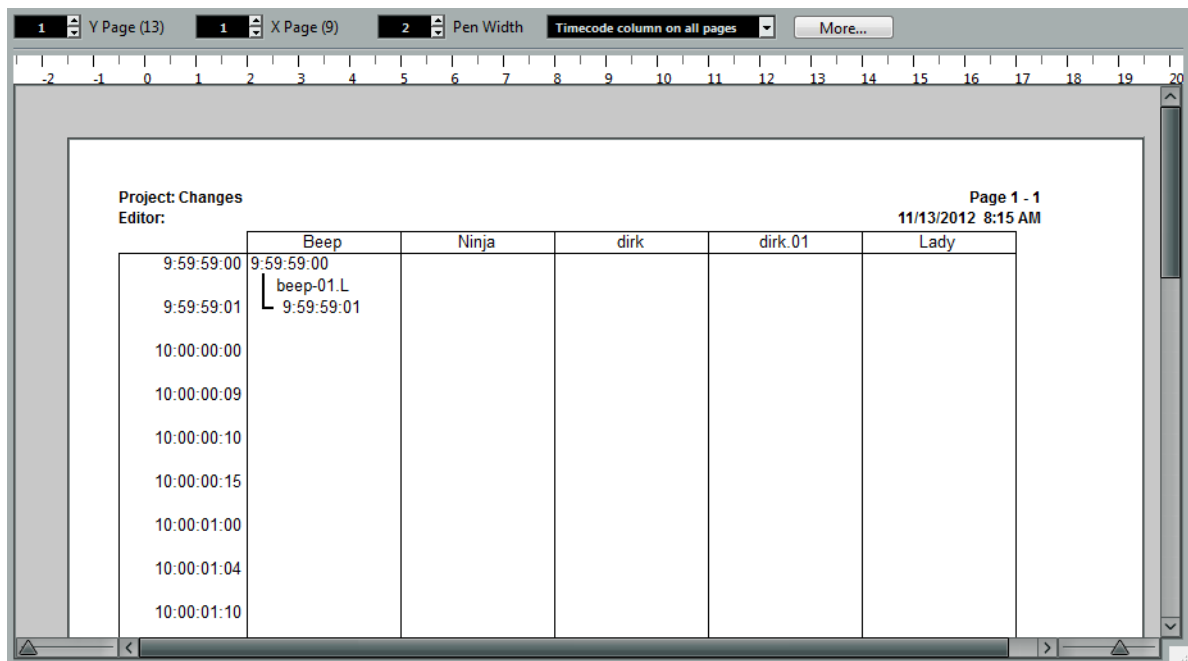 1 Y Page (13) 1 X Page (9) 2 Pen Width Timecode column on all pages More...
-2 -1 0 1 2 3 4 5 6 7 8 9 10 11 12 13 14 15 16 17 18 19 20
Project: Changes Page 1 - 1
Editor: 11/13/2012 8:15 AM
Beep Ninja dirk dirk.01 Lady
9:59:59:00 9:59:59:00
beep-01.L
9:59:59:01 9:59:59:01
10:00:00:00
10:00:00:09
10:00:00:10
10:00:00:15
10:00:01:00
10:00:01:04
10:00:01:10